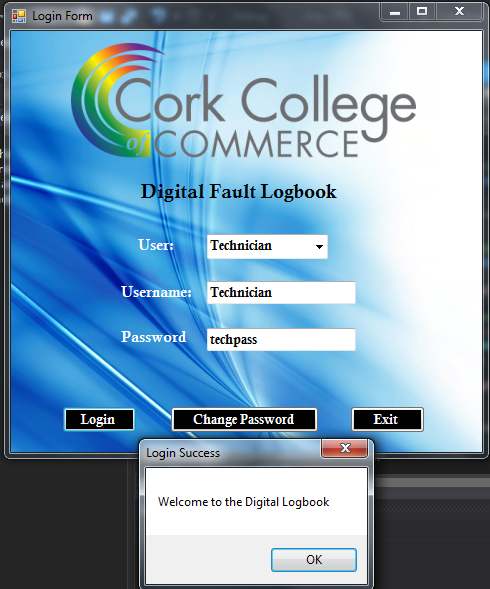 Login Form
Cork College
of COMMERCE
Digital Fault Logbook
User: Technician
Username: Technician
Password techpass
Login Change Password Exit
Login Success
Welcome to the Digital Logbook
OK